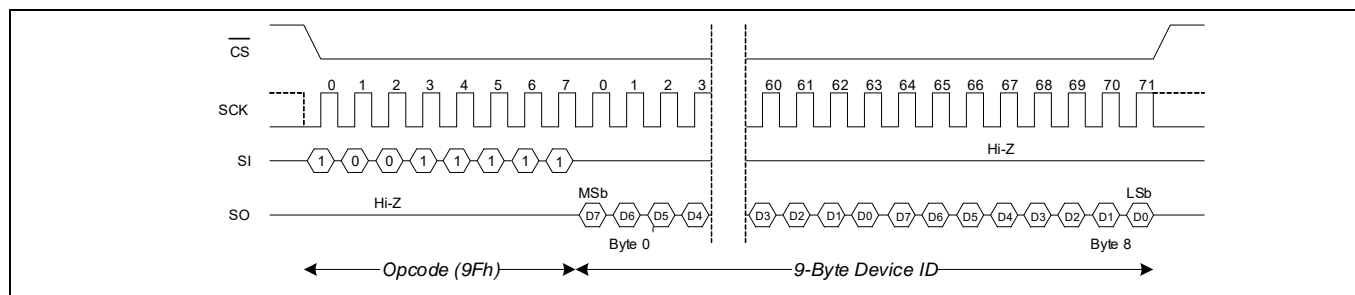 CS
0 1 2 3 4 5 6 7 0 1 2 3 60 61 62 63 64 65 66 67 68 69 70 71
SCK
Hi-Z
SI 1 0 0 1 1 1 1 1
MSb LSb
Hi-Z
SO D7 D6 D5 D4 D3 D2 D1 D0 D7 D6 D5 D4 D3 D2 D1 D0
Byte 0 Byte 8
Opcode (9Fh) 9-Byte Device ID